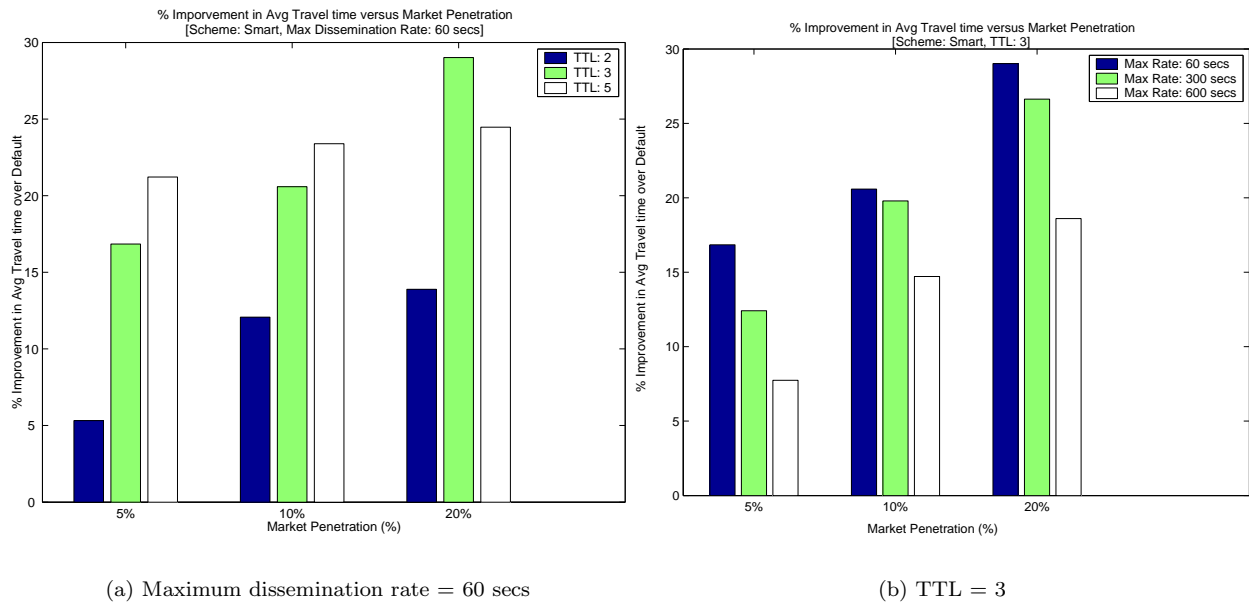 % Imporvement in Avg Travel time versus Market Penetration
[Scheme: Smart, Max Dissemination Rate: 60 secs]
% Improvement in Avg Travel time over Default
30
25
20
15
10
5
0
TTL: 2
TTL: 3
TTL: 5
5%
10%
20%
Market Penetration (%)
(a) Maximum dissemination rate = 60 secs
% Imporvement in Avg Travel time versus Market Penetration
[Scheme: Smart, TTL: 3]
% Improvement in Avg Travel time over Default
30
25
20
15
10
5
0
Max Rate: 60 secs
Max Rate: 300 secs
Max Rate: 600 secs
5%
10%
20%
Market Penetration (%)
(b) TTL = 3